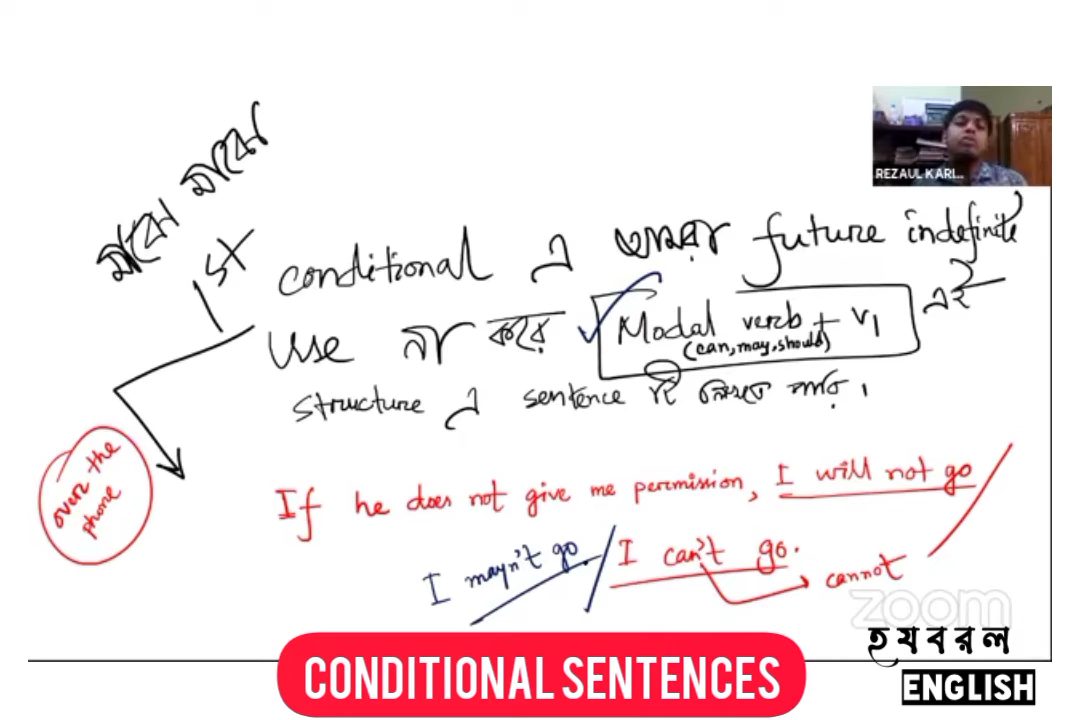 মাঝে মাঝে
REZAUL KARI...
1st conditional এ আমরা future indefinite
use না করে Modal verb + V1 এই
(can, may, should)
structure এ sentence টি লিখতে পারি।
over the
phone
If he does not give me permission, I will not go
I mayn't go / I can't go. cannot
zoom
হযবরল
CONDITIONAL SENTENCES
ENGLISH